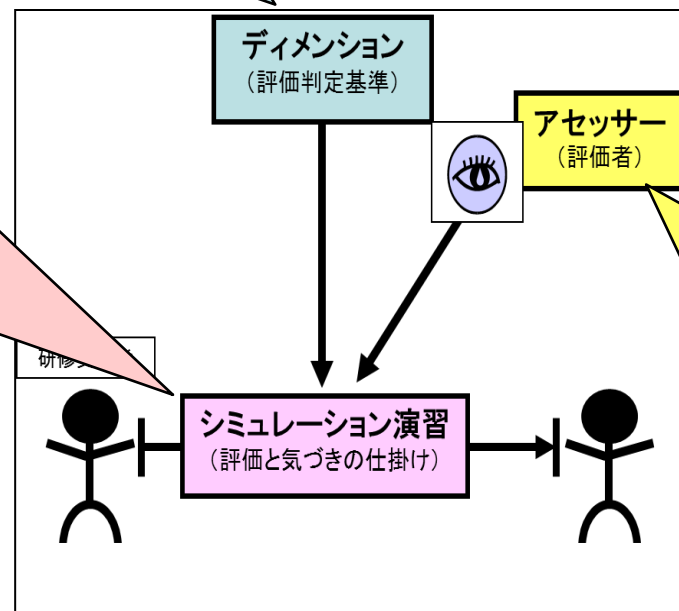 ディメンション
（評価判定基準）
アセッサー
（評価者）
研修
シミュレーション演習
（評価と気づきの仕掛け）